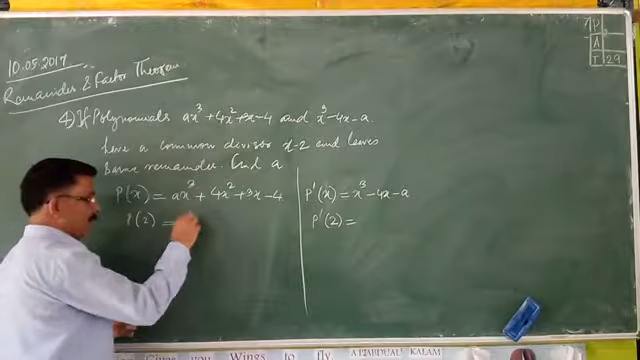 10.05.2017
Remainder & Factor Theorem
4) If Polynomials ax³+4x²+3x-4 and x³-4x-a
have a common divisor x-2 and leaves
same remainder. Find a
P(x) = ax³+4x²+3x-4
P(2) =
P'(x) = x³-4x-a
P'(2) =
P
A
T 29
Gives you Wings to fly. A.P.J.ABDUL KALAM